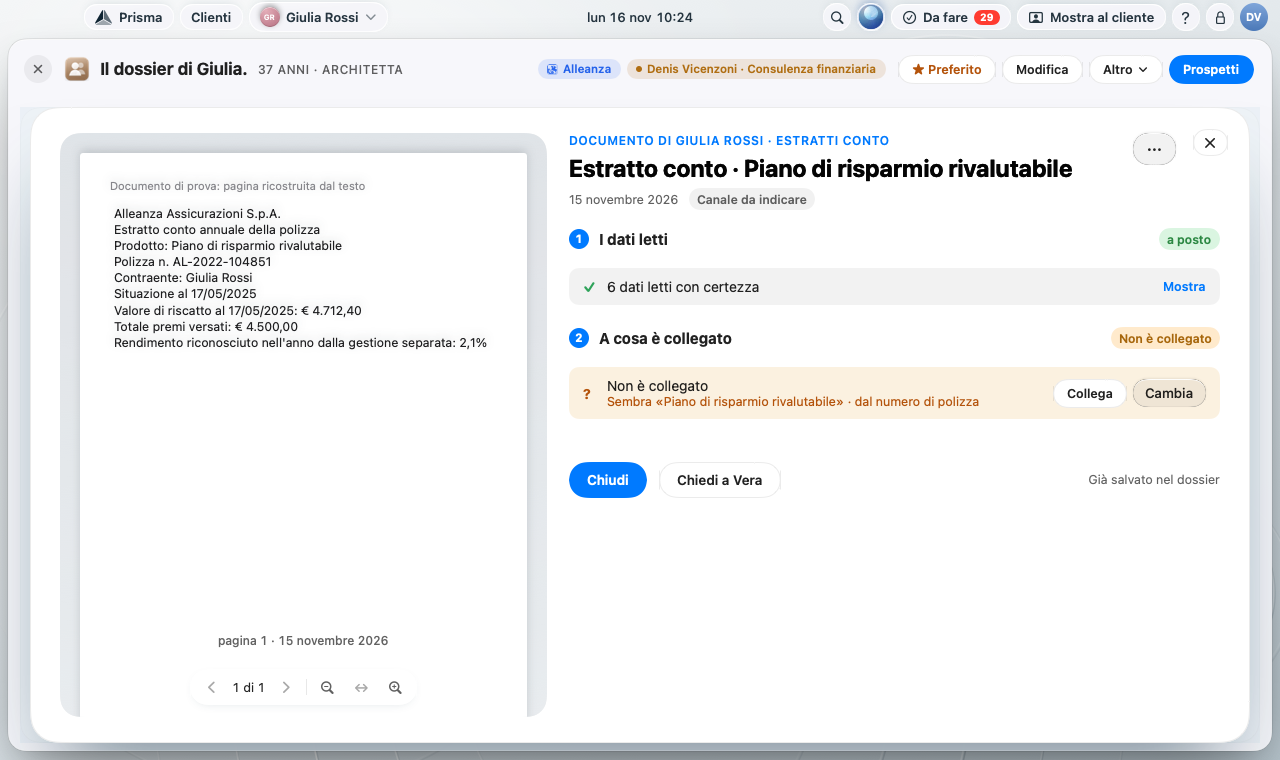 Prisma
Clienti
GR Giulia Rossi
lun 16 nov 10:24
Da fare 29
Mostra al cliente
?
DV
Il dossier di Giulia. 37 ANNI · ARCHITETTA
Alleanza
Denis Vicenzoni · Consulenza finanziaria
Preferito
Modifica
Altro
Prospetti
Documento di prova: pagina ricostruita dal testo
Alleanza Assicurazioni S.p.A.
Estratto conto annuale della polizza
Prodotto: Piano di risparmio rivalutabile
Polizza n. AL-2022-104851
Contraente: Giulia Rossi
Situazione al 17/05/2025
Valore di riscatto al 17/05/2025: € 4.712,40
Totale premi versati: € 4.500,00
Rendimento riconosciuto nell'anno dalla gestione separata: 2,1%
pagina 1 · 15 novembre 2026
1 di 1
DOCUMENTO DI GIULIA ROSSI · ESTRATTI CONTO
Estratto conto · Piano di risparmio rivalutabile
15 novembre 2026 Canale da indicare
1 I dati letti a posto
6 dati letti con certezza Mostra
2 A cosa è collegato Non è collegato
? Non è collegato
Sembra «Piano di risparmio rivalutabile» · dal numero di polizza
Collega Cambia
Chiudi Chiedi a Vera Già salvato nel dossier